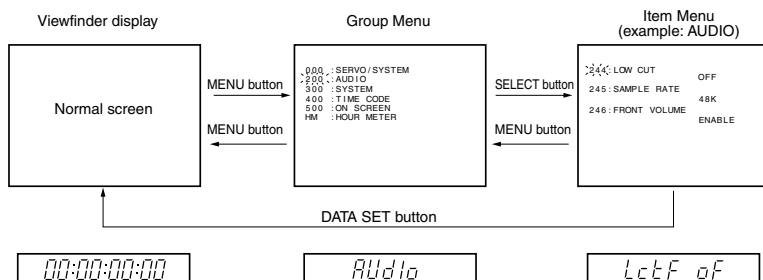 Viewfinder display
Group Menu
Item Menu
(example: AUDIO)
Normal screen
MENU button
MENU button
000 : SERVO/SYSTEM
200 : AUDIO
300 : SYSTEM
400 : TIME CODE
500 : ON SCREEN
HM : HOUR METER
SELECT button
MENU button
244 : LOW CUT
OFF
245 : SAMPLE RATE
48K
246 : FRONT VOLUME
ENABLE
DATA SET button
00:00:00:00
AUdIo
LctF oF